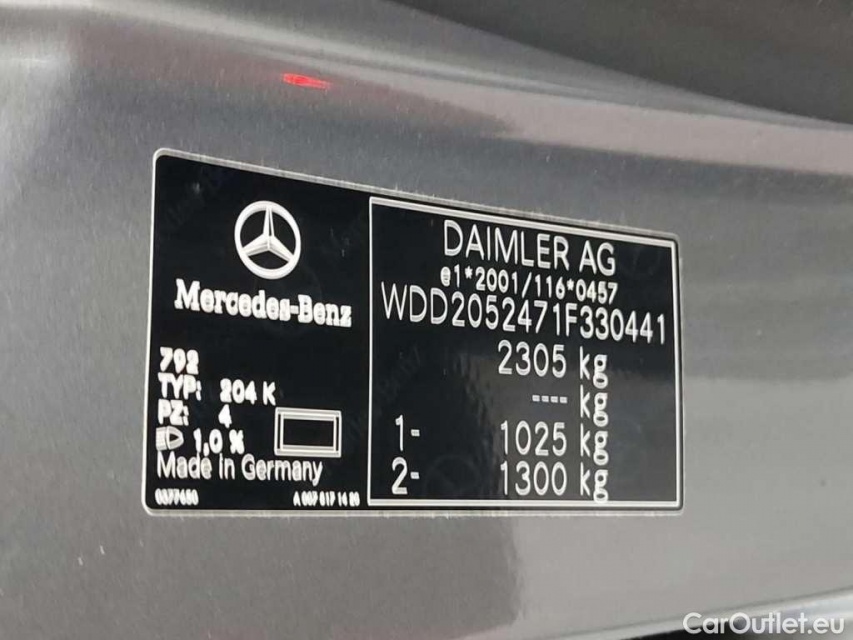 Mercedes-Benz
792
TYP: 204 K
PZ: 4
1,0 %
Made in Germany
DAIMLER AG
e1*2001/116*0457
WDD2052471F330441
2305 kg
---- kg
1- 1025 kg
2- 1300 kg
CarOutlet.eu